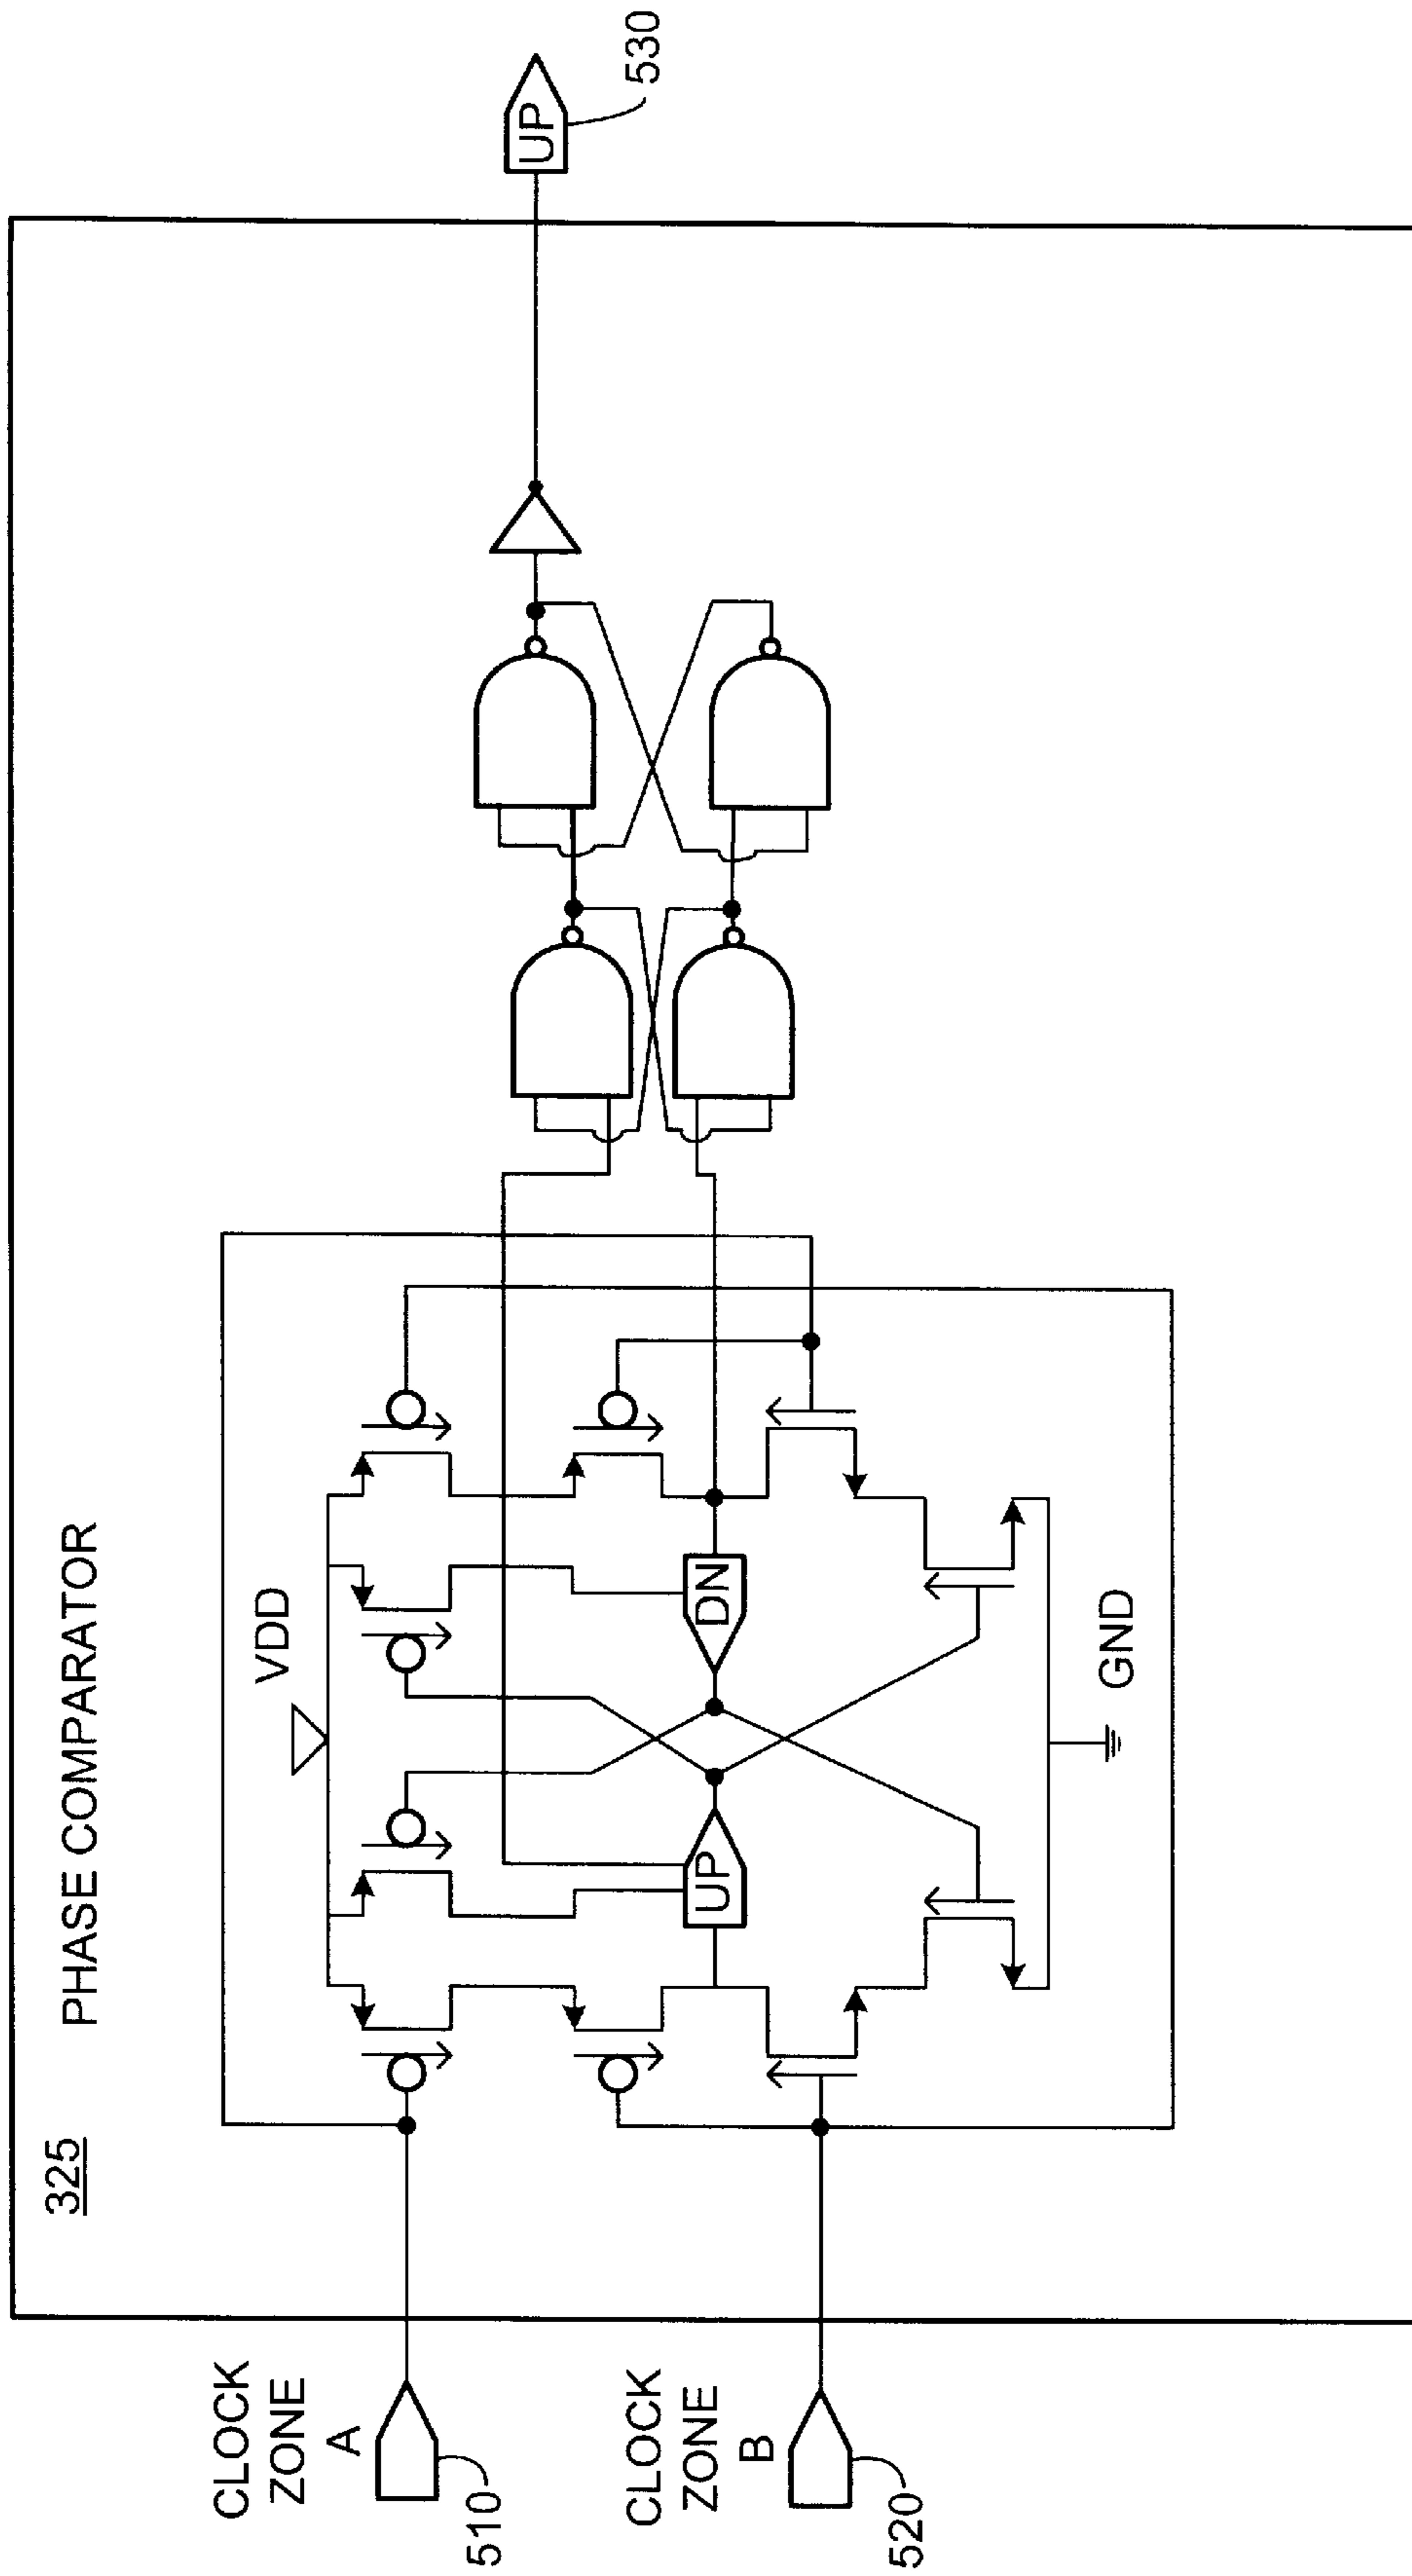 325 PHASE COMPARATOR
CLOCK
ZONE
A
510
CLOCK
ZONE
B
520
VDD
UP
DN
GND
UP
530